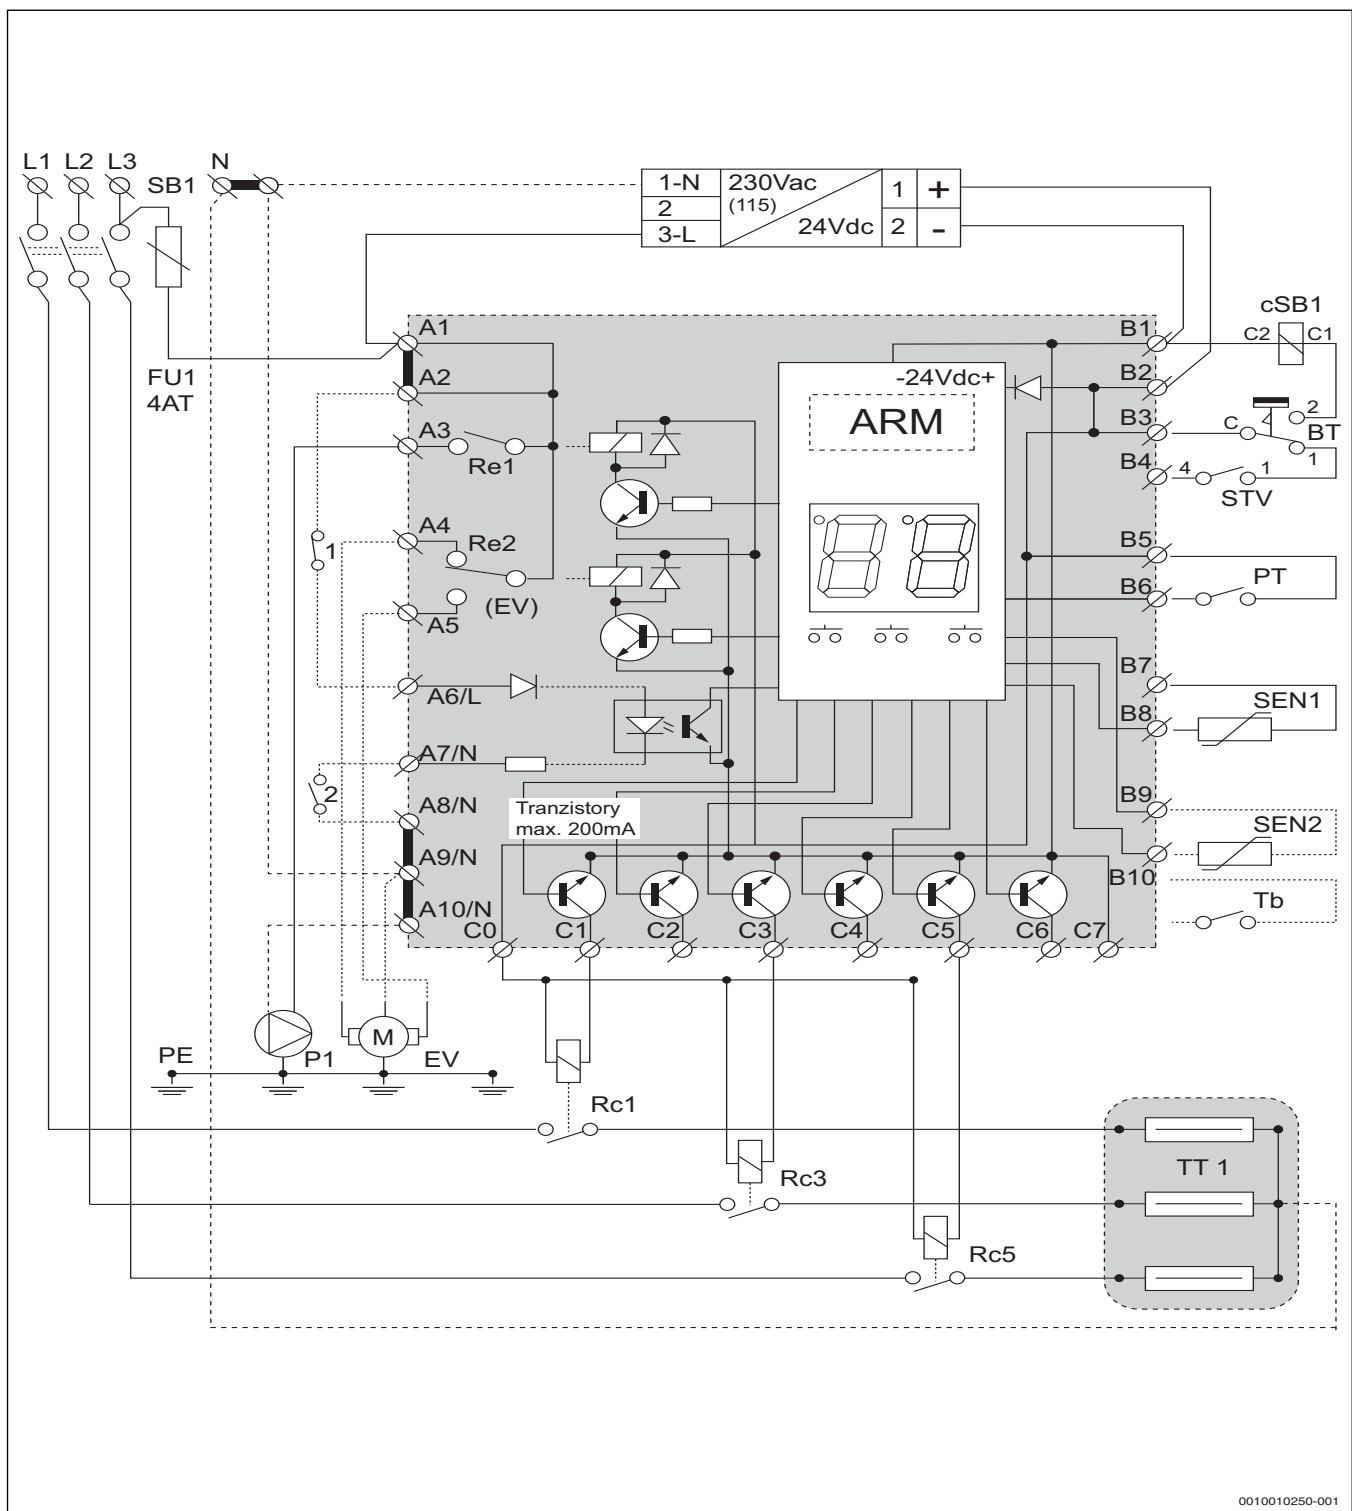 L1 L2 L3 SB1 N
1-N 230Vac 1 +
2 (115)
3-L 24Vdc 2 -
FU1
4AT
A1
A2
A3
Re1
A4
Re2
(EV)
A5
A6/L
A7/N
A8/N
A9/N
A10/N
1
2
-24Vdc+
ARM
Tranzistory
max. 200mA
B1
B2
B3
B4
B5
B6
B7
B8
B9
B10
cSB1
C2 C1
2
C BT
1
4 1
STV
PT
SEN1
SEN2
Tb
C0 C1 C2 C3 C4 C5 C6 C7
PE P1 M EV
Rc1
Rc3
Rc5
TT 1
0010010250-001